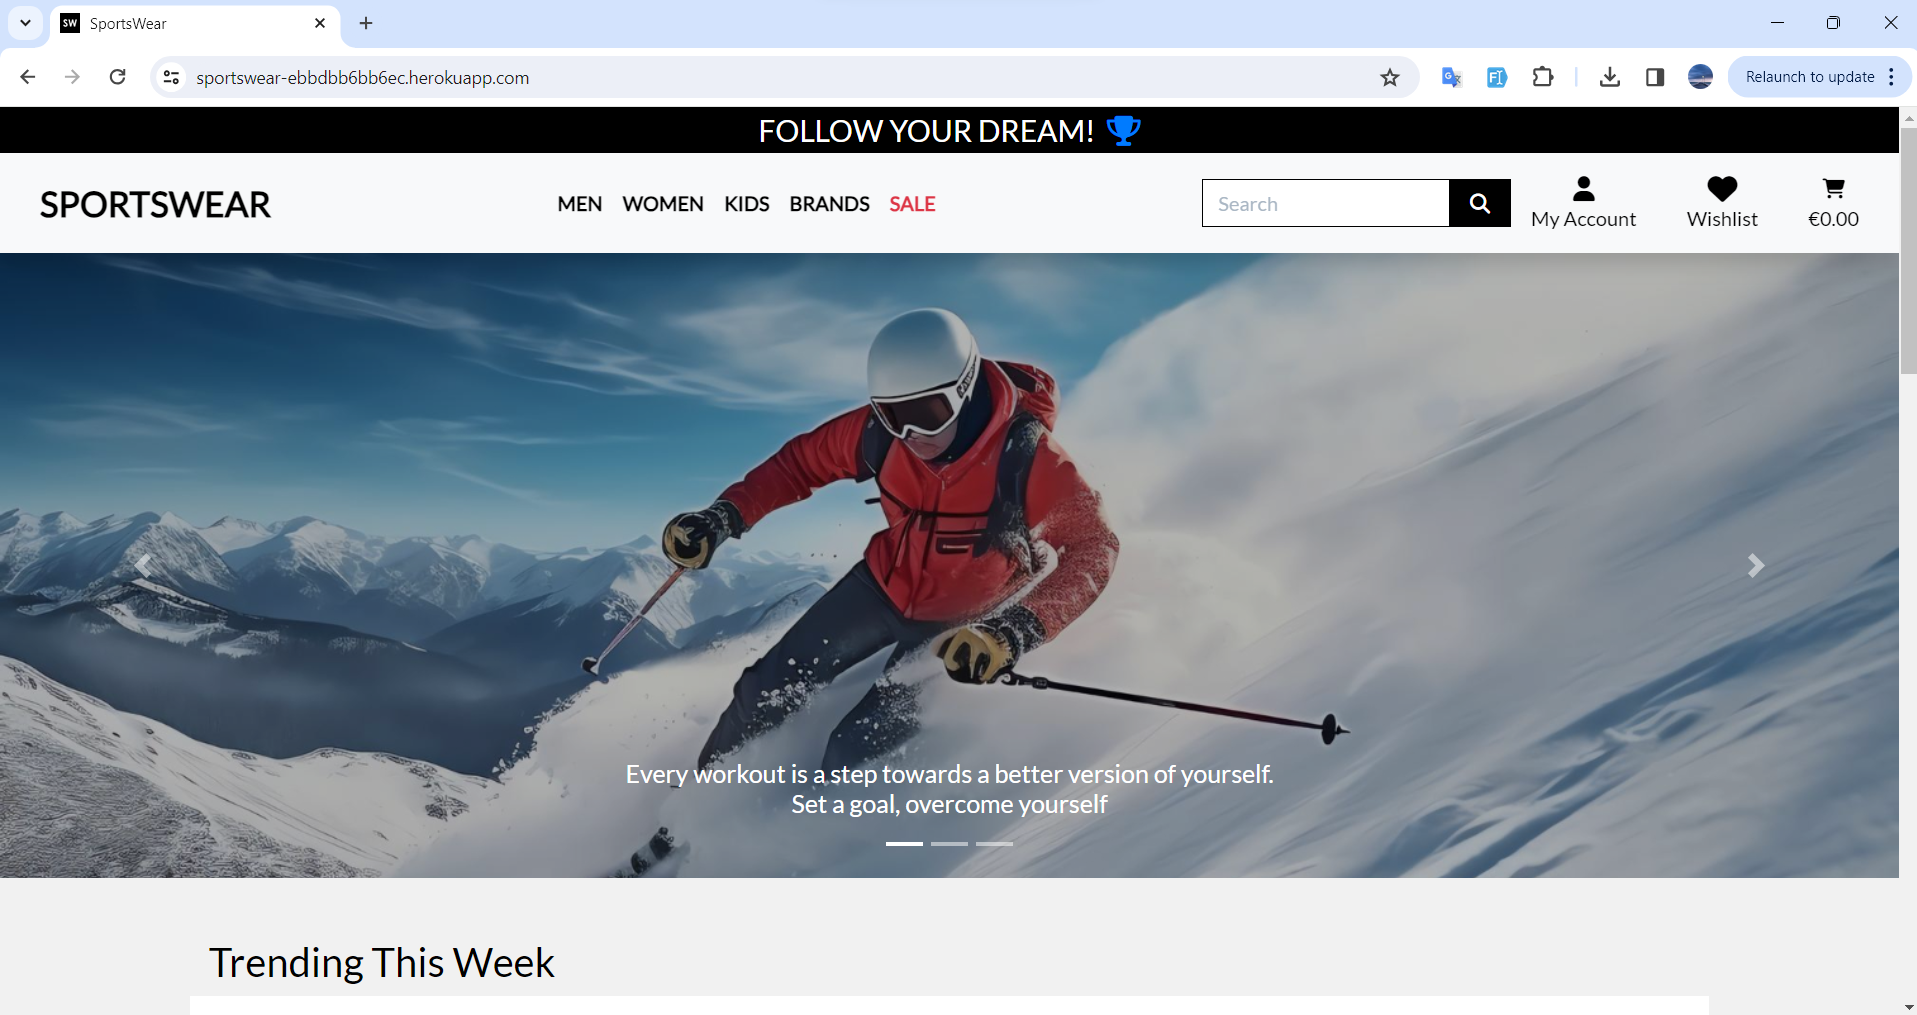 SW SportsWear
sportswear-ebbdbb6bb6ec.herokuapp.com
Relaunch to update
FOLLOW YOUR DREAM!
SPORTSWEAR
MEN WOMEN KIDS BRANDS SALE
Search
My Account
Wishlist
€0.00
Every workout is a step towards a better version of yourself.
Set a goal, overcome yourself
Trending This Week